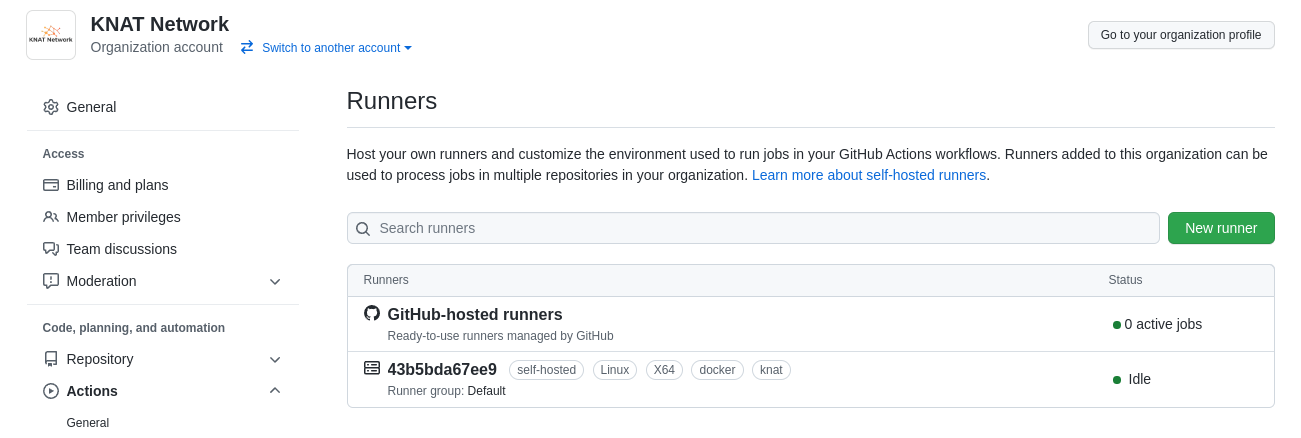 KNAT Network
KNAT Network
Organization account Switch to another account
Go to your organization profile
General
Access
Billing and plans
Member privileges
Team discussions
Moderation
Code, planning, and automation
Repository
Actions
General
Runners
Host your own runners and customize the environment used to run jobs in your GitHub Actions workflows. Runners added to this organization can be
used to process jobs in multiple repositories in your organization. Learn more about self-hosted runners.
Search runners
New runner
Runners Status
GitHub-hosted runners
Ready-to-use runners managed by GitHub
0 active jobs
43b5bda67ee9 self-hosted Linux X64 docker knat
Runner group: Default
Idle